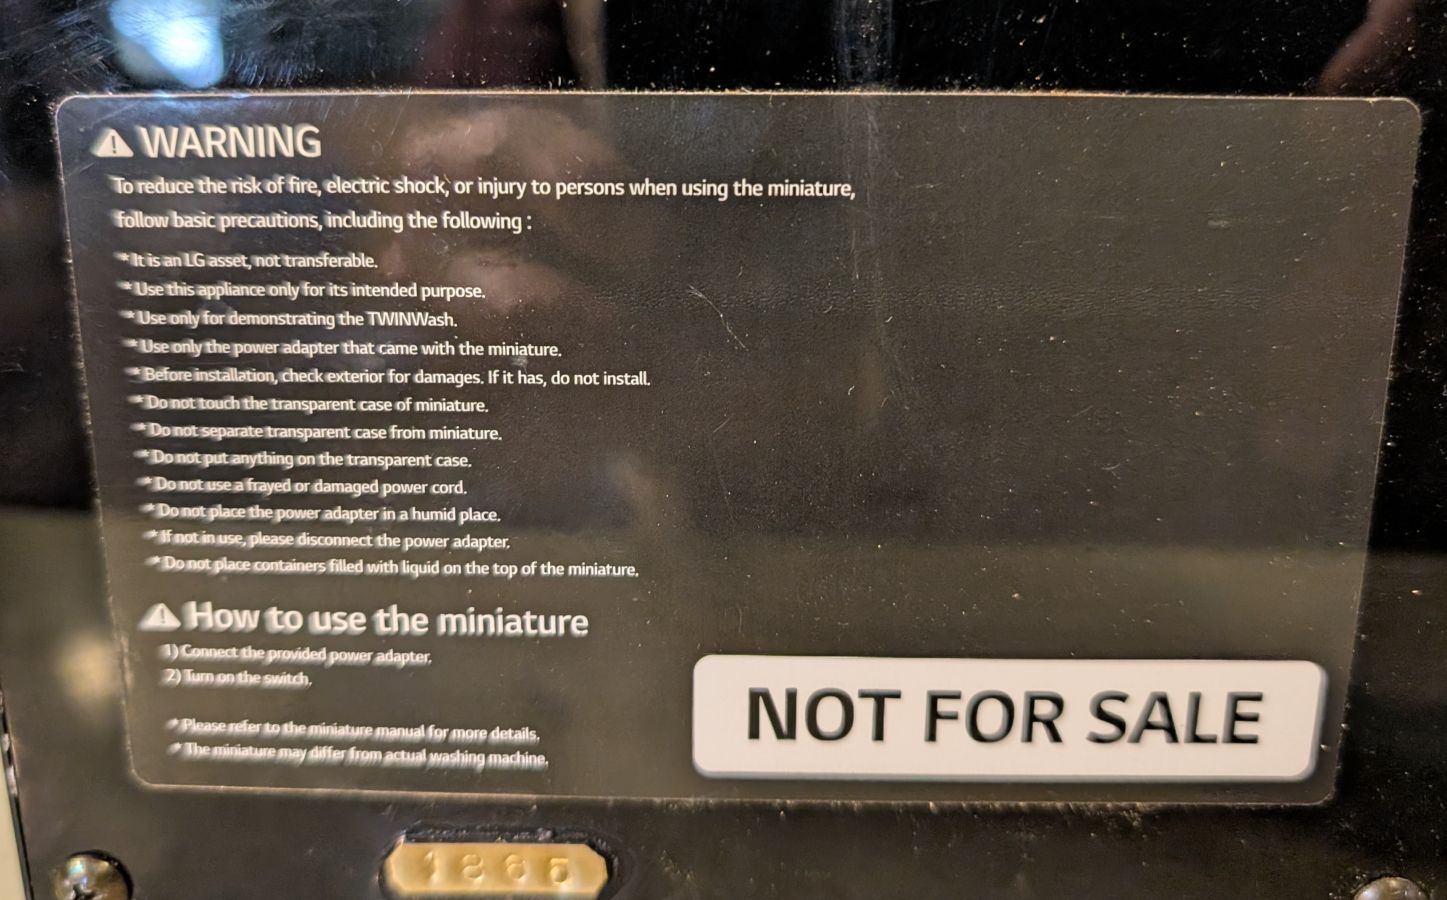 WARNING
To reduce the risk of fire, electric shock, or injury to persons when using the miniature,
follow basic precautions, including the following :
* It is an LG asset, not transferable.
* Use this appliance only for its intended purpose.
* Use only for demonstrating the TWINWash.
* Use only the power adapter that came with the miniature.
* Before installation, check exterior for damages. If it has, do not install.
* Do not touch the transparent case of miniature.
* Do not separate transparent case from miniature.
* Do not put anything on the transparent case.
* Do not use a frayed or damaged power cord.
* Do not place the power adapter in a humid place.
* If not in use, please disconnect the power adapter.
* Do not place containers filled with liquid on the top of the miniature.
How to use the miniature
1) Connect the provided power adapter.
2) Turn on the switch.
* Please refer to the miniature manual for more details.
* The miniature may differ from actual washing machine.
NOT FOR SALE
1865